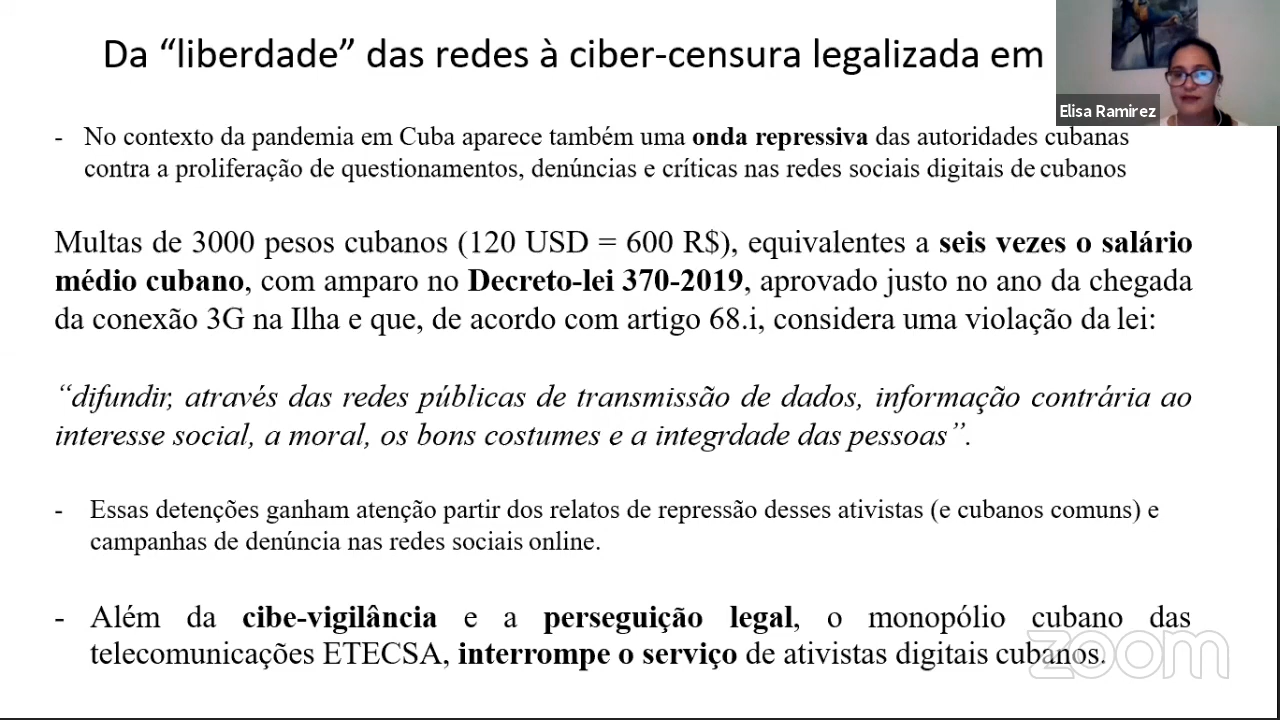 Da “liberdade” das redes à ciber-censura legalizada em
Elisa Ramirez
- No contexto da pandemia em Cuba aparece também uma onda repressiva das autoridades cubanas
contra a proliferação de questionamentos, denúncias e críticas nas redes sociais digitais de cubanos
Multas de 3000 pesos cubanos (120 USD = 600 R$), equivalentes a seis vezes o salário
médio cubano, com amparo no Decreto-lei 370-2019, aprovado justo no ano da chegada
da conexão 3G na Ilha e que, de acordo com artigo 68.i, considera uma violação da lei:
“difundir, através das redes públicas de transmissão de dados, informação contrária ao
interesse social, a moral, os bons costumes e a integrdade das pessoas”.
- Essas detenções ganham atenção partir dos relatos de repressão desses ativistas (e cubanos comuns) e
campanhas de denúncia nas redes sociais online.
- Além da cibe-vigilância e a perseguição legal, o monopólio cubano das
telecomunicações ETECSA, interrompe o serviço de ativistas digitais cubanos.
zoom